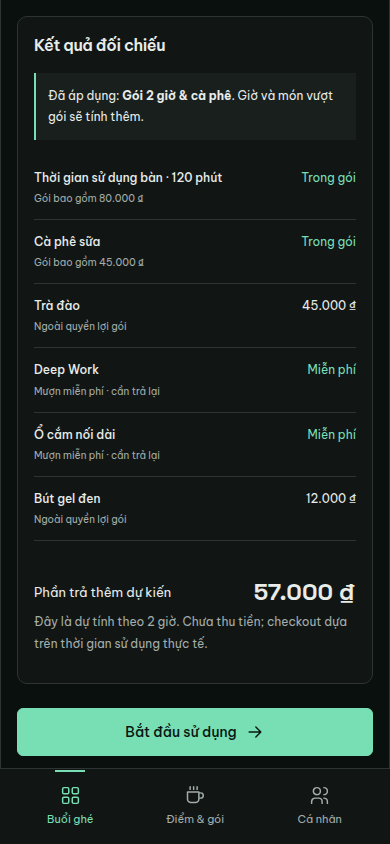 Kết quả đối chiếu
Đã áp dụng: Gói 2 giờ & cà phê. Giờ và món vượt
gói sẽ tính thêm.
Thời gian sử dụng bàn · 120 phút Trong gói
Gói bao gồm 80.000 ₫
Cà phê sữa Trong gói
Gói bao gồm 45.000 ₫
Trà đào 45.000 ₫
Ngoài quyền lợi gói
Deep Work Miễn phí
Mượn miễn phí · cần trả lại
Ổ cắm nối dài Miễn phí
Mượn miễn phí · cần trả lại
Bút gel đen 12.000 ₫
Ngoài quyền lợi gói
Phần trả thêm dự kiến 57.000 ₫
Đây là dự tính theo 2 giờ. Chưa thu tiền; checkout dựa
trên thời gian sử dụng thực tế.
Bắt đầu sử dụng →
Buổi ghé Điểm & gói Cá nhân